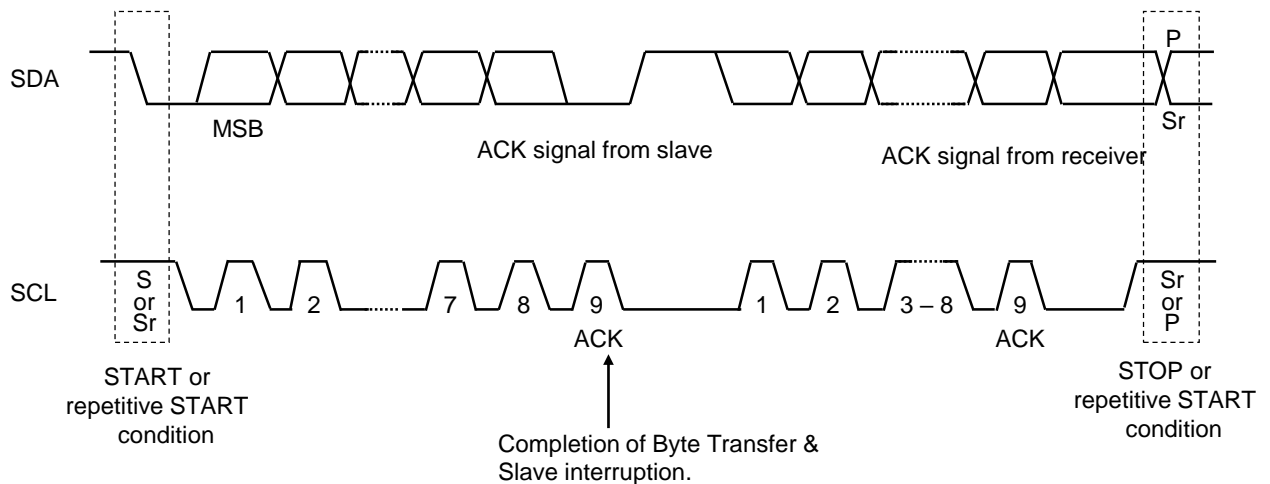 SDA
P
Sr
MSB
ACK signal from slave
ACK signal from receiver
SCL
S
or
Sr
1
2
7
8
9
1
2
3 – 8
9
Sr
or
P
ACK
ACK
START or
repetitive START
condition
STOP or
repetitive START
condition
Completion of Byte Transfer &
Slave interruption.